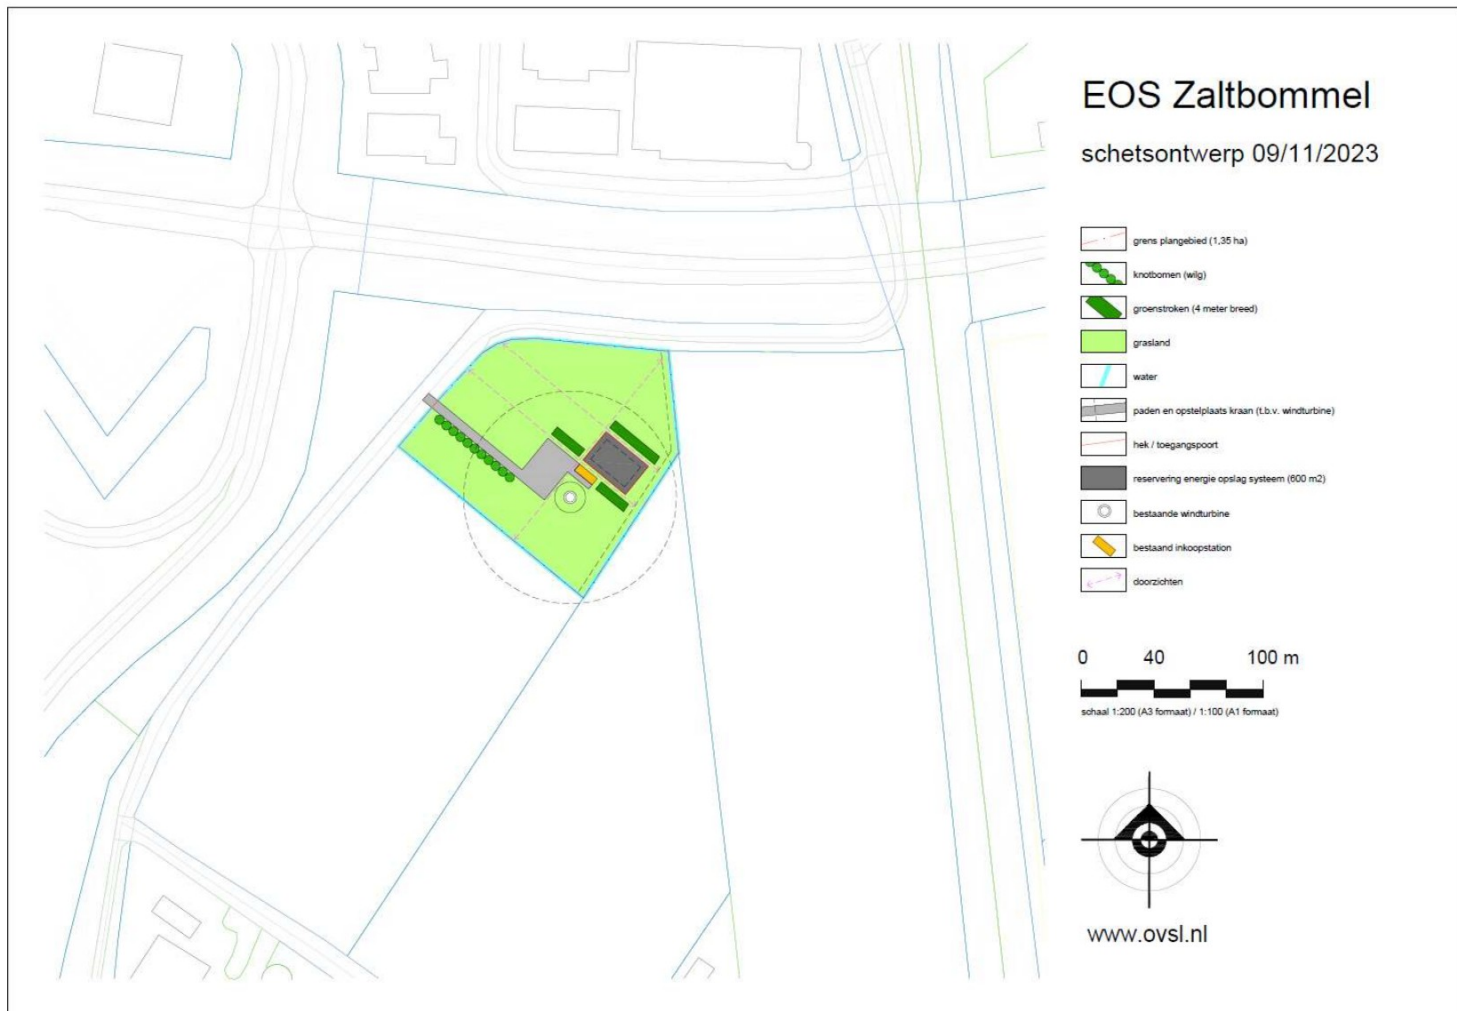 EOS Zaltbommel
schetsontwerp 09/11/2023
grens plangebied (1,35 ha)
knotbomen (wilg)
groenstroken (4 meter breed)
grasland
water
paden en opstelplaats kraan (t.b.v. windturbine)
hek / toegangspoort
reservering energie opslag systeem (600 m2)
bestaande windturbine
bestaand inkoopstation
doorzichten
0 40 100 m
schaal 1:200 (A3 formaat) / 1:100 (A1 formaat)
www.ovsl.nl